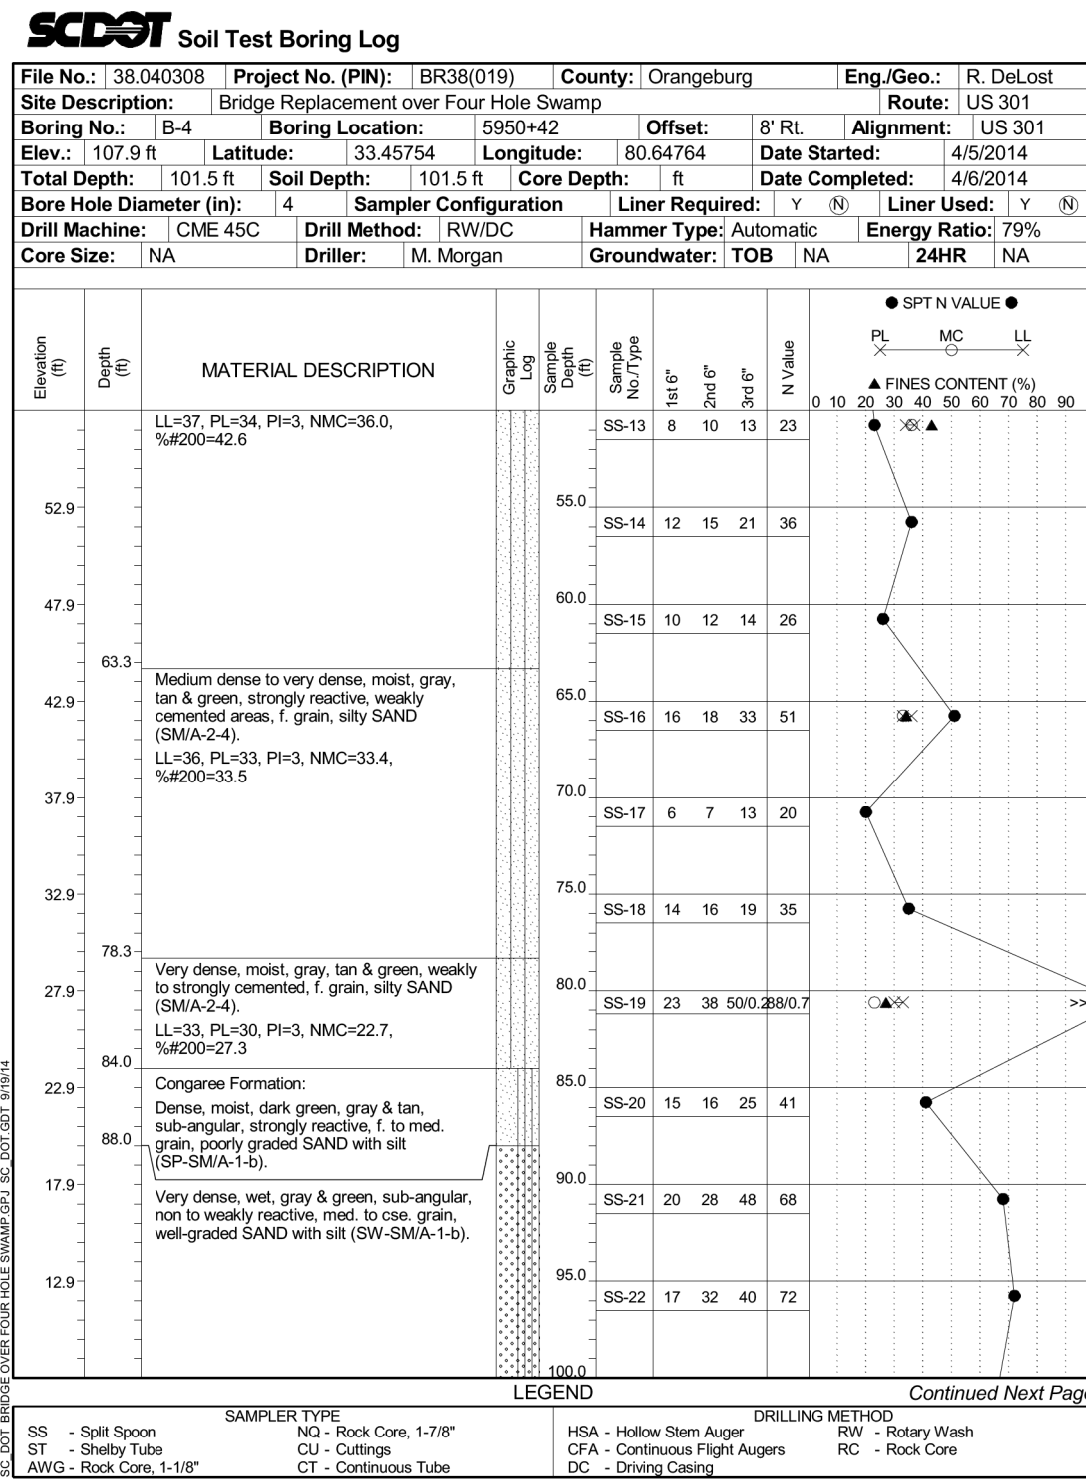 SCDOT Soil Test Boring Log
File No.: 38.040308 Project No. (PIN): BR38(019) County: Orangeburg Eng./Geo.: R. DeLost
Site Description: Bridge Replacement over Four Hole Swamp Route: US 301
Boring No.: B-4 Boring Location: 5950+42 Offset: 8' Rt. Alignment: US 301
Elev.: 107.9 ft Latitude: 33.45754 Longitude: 80.64764 Date Started: 4/5/2014
Total Depth: 101.5 ft Soil Depth: 101.5 ft Core Depth: ft Date Completed: 4/6/2014
Bore Hole Diameter (in): 4 Sampler Configuration Liner Required: Y Ⓝ Liner Used: Y Ⓝ
Drill Machine: CME 45C Drill Method: RW/DC Hammer Type: Automatic Energy Ratio: 79%
Core Size: NA Driller: M. Morgan Groundwater: TOB NA 24HR NA
Elevation (ft)
Depth (ft)
MATERIAL DESCRIPTION
Graphic Log
Sample Depth (ft)
Sample No./Type
1st 6"
2nd 6"
3rd 6"
N Value
● SPT N VALUE ●
PL MC LL
▲ FINES CONTENT (%)
0 10 20 30 40 50 60 70 80 90
LL=37, PL=34, PI=3, NMC=36.0,
%#200=42.6
SS-13 8 10 13 23
52.9 55.0
SS-14 12 15 21 36
47.9 60.0
SS-15 10 12 14 26
63.3
Medium dense to very dense, moist, gray,
tan & green, strongly reactive, weakly
cemented areas, f. grain, silty SAND
(SM/A-2-4).
42.9 65.0
SS-16 16 18 33 51
LL=36, PL=33, PI=3, NMC=33.4,
%#200=33.5
37.9 70.0
SS-17 6 7 13 20
32.9 75.0
SS-18 14 16 19 35
78.3
Very dense, moist, gray, tan & green, weakly
to strongly cemented, f. grain, silty SAND
(SM/A-2-4).
27.9 80.0
SS-19 23 38 50/0.2 88/0.7 >>
LL=33, PL=30, PI=3, NMC=22.7,
%#200=27.3
84.0
Congaree Formation:
22.9 85.0
Dense, moist, dark green, gray & tan,
sub-angular, strongly reactive, f. to med.
grain, poorly graded SAND with silt
(SP-SM/A-1-b).
SS-20 15 16 25 41
88.0
17.9 90.0
Very dense, wet, gray & green, sub-angular,
non to weakly reactive, med. to cse. grain,
well-graded SAND with silt (SW-SM/A-1-b).
SS-21 20 28 48 68
12.9 95.0
SS-22 17 32 40 72
100.0
LEGEND
Continued Next Page
SAMPLER TYPE
SS - Split Spoon NQ - Rock Core, 1-7/8"
ST - Shelby Tube CU - Cuttings
AWG - Rock Core, 1-1/8" CT - Continuous Tube
DRILLING METHOD
HSA - Hollow Stem Auger RW - Rotary Wash
CFA - Continuous Flight Augers RC - Rock Core
DC - Driving Casing
SC_DOT BRIDGE OVER FOUR HOLE SWAMP.GPJ SC_DOT.GDT 9/19/14